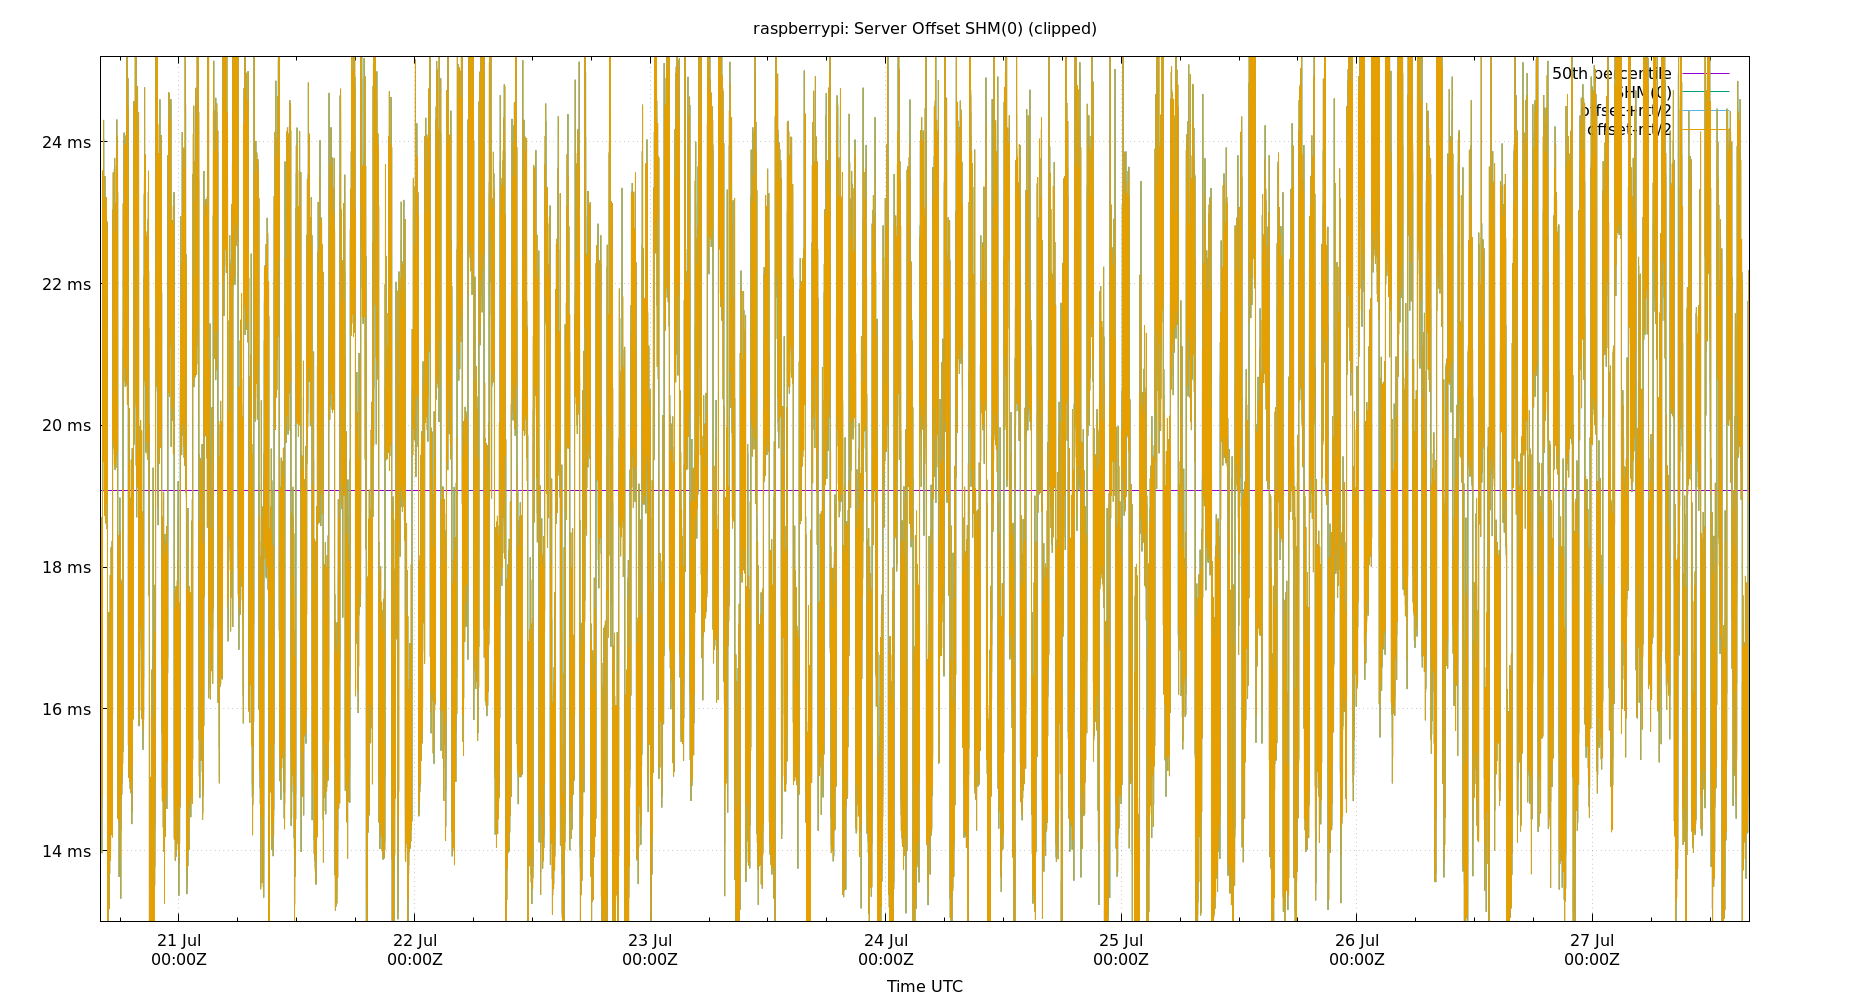 raspberrypi: Server Offset SHM(0) (clipped)
50th percentile
SHM(0)
offset+rtt/2
offset-rtt/2
24 ms
22 ms
20 ms
18 ms
16 ms
14 ms
21 Jul 22 Jul 23 Jul 24 Jul 25 Jul 26 Jul 27 Jul
00:00Z 00:00Z 00:00Z 00:00Z 00:00Z 00:00Z 00:00Z
Time UTC